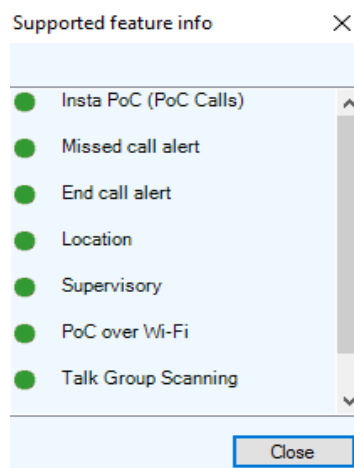 Supported feature info
Insta PoC (PoC Calls)
Missed call alert
End call alert
Location
Supervisory
PoC over Wi-Fi
Talk Group Scanning
Close